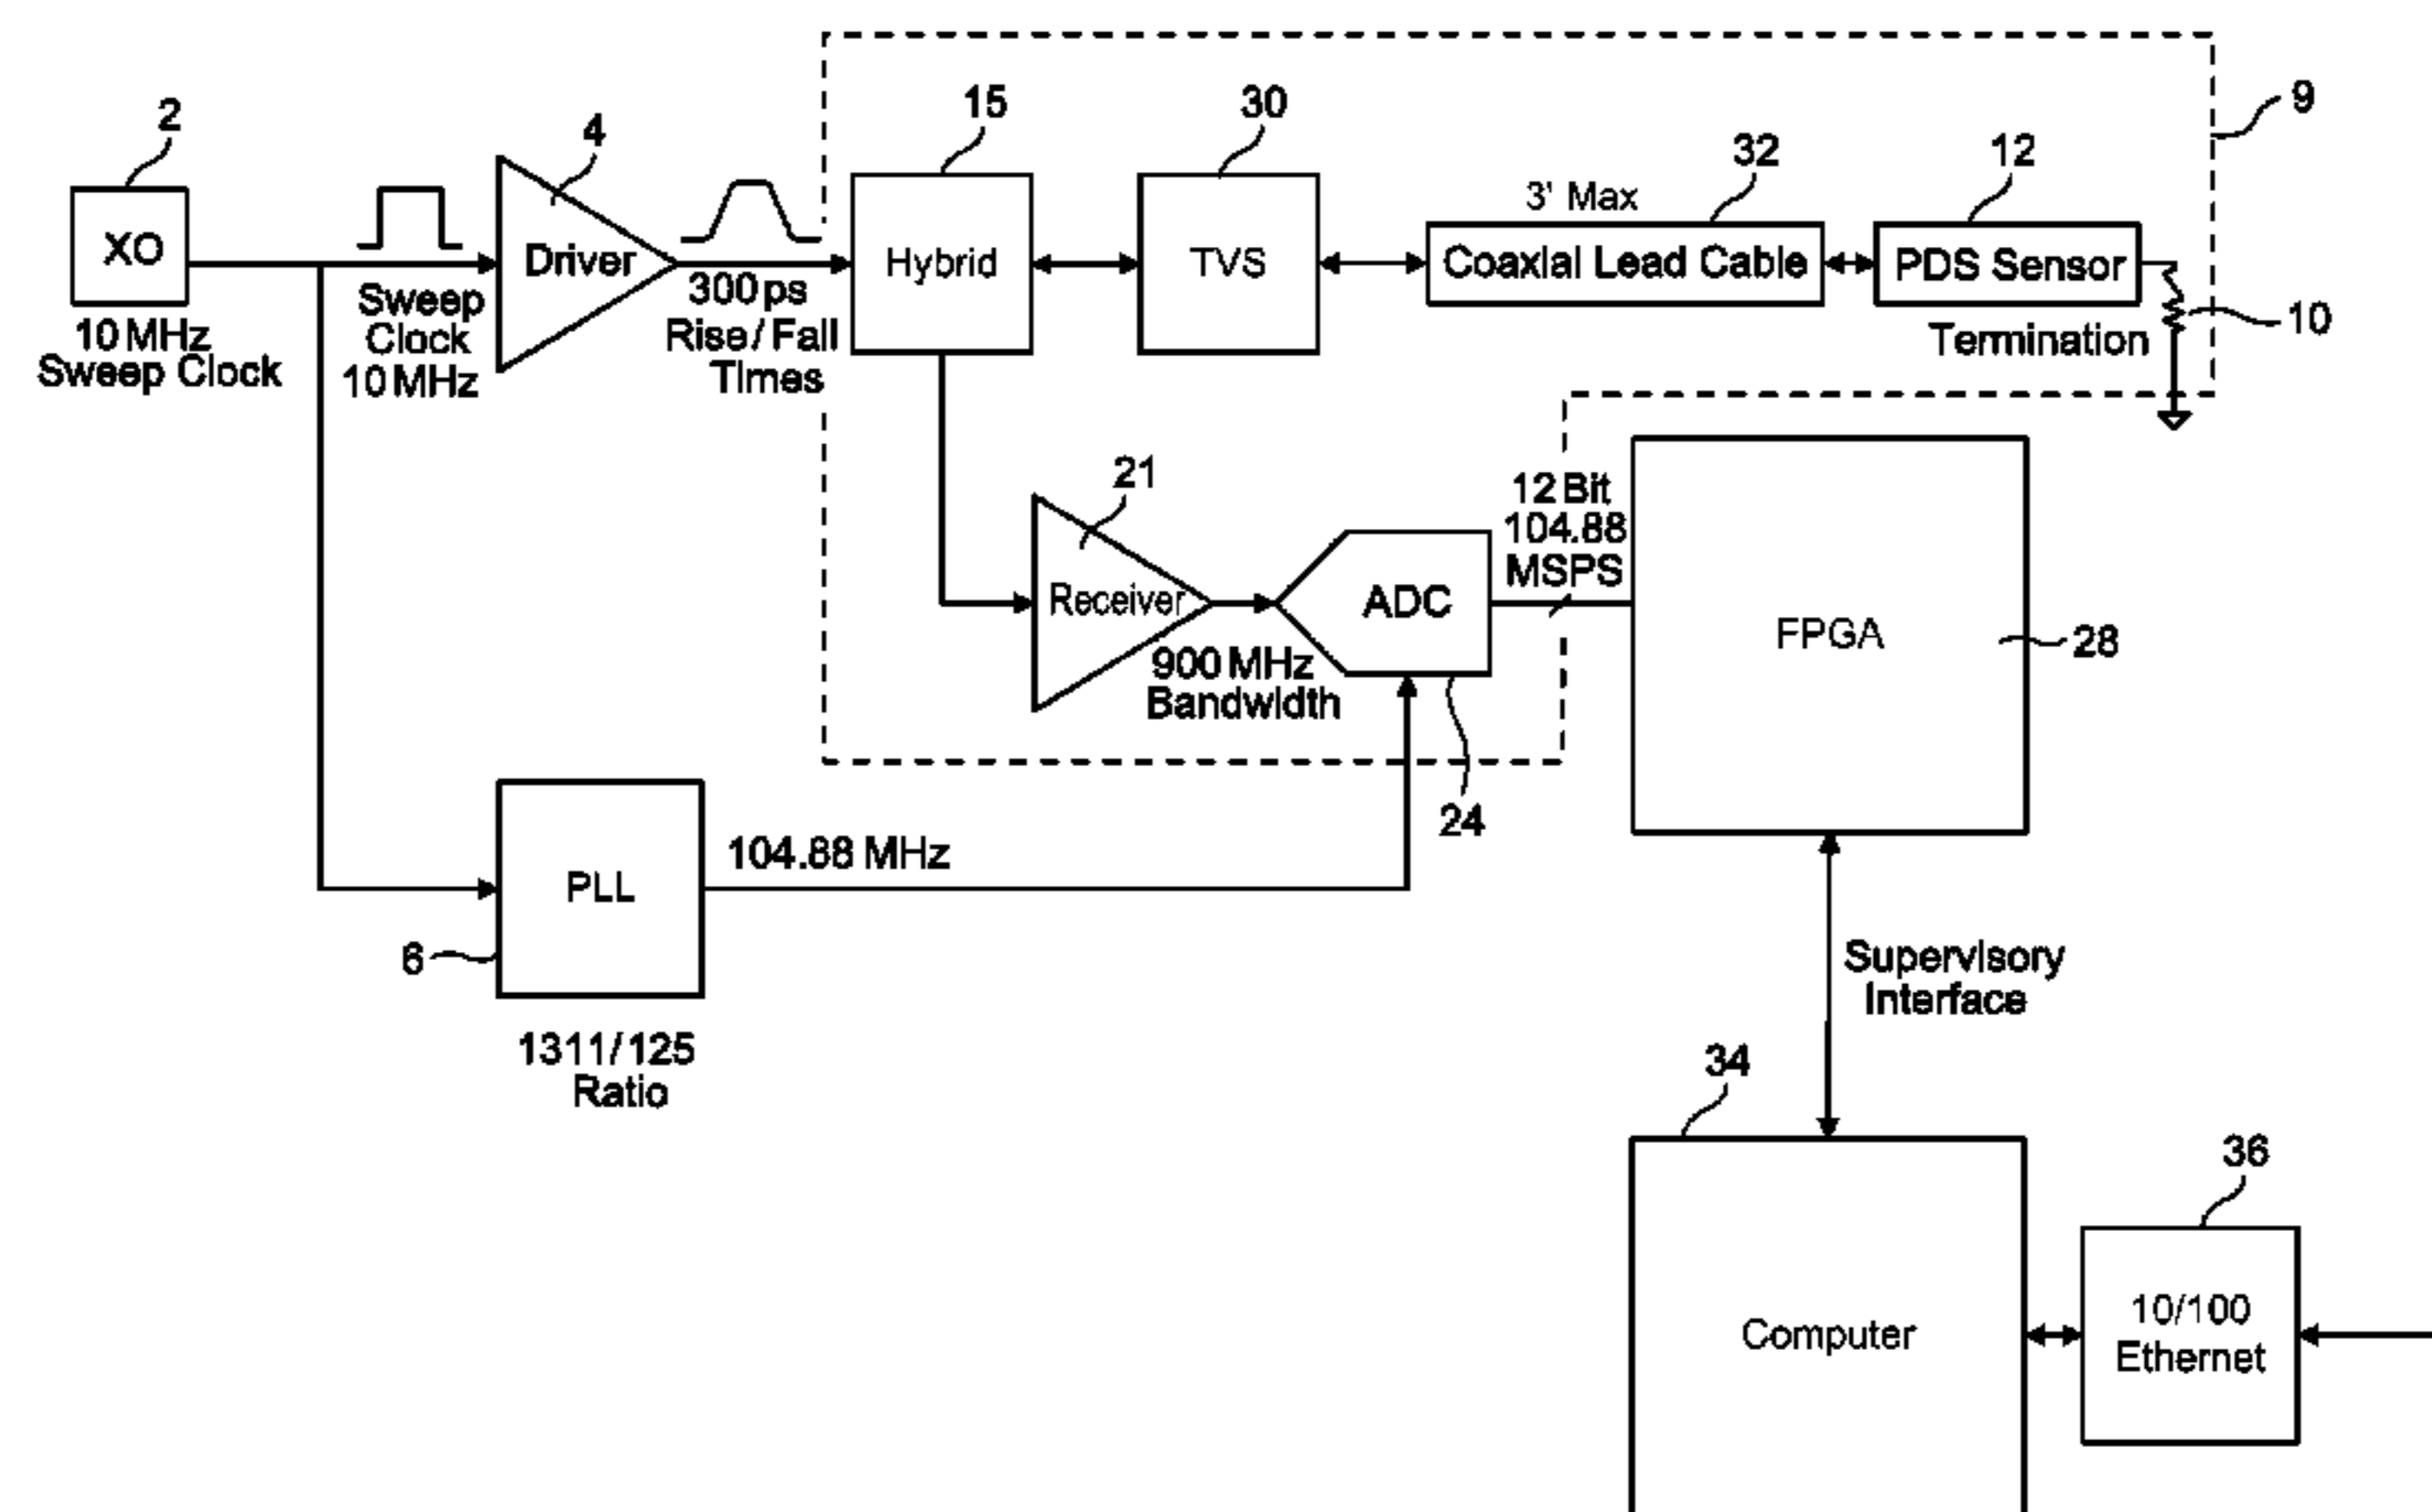 2
XO
10 MHz
Sweep Clock
Sweep
Clock
10 MHz
4
Driver
300 ps
Rise / Fall
Times
15
Hybrid
30
TVS
3' Max
32
Coaxial Lead Cable
12
PDS Sensor
9
Termination
10
21
Receiver
900 MHz
Bandwidth
ADC
24
12 Bit
104.88
MSPS
FPGA
28
PLL
6
1311/125
Ratio
104.88 MHz
Supervisory
Interface
34
Computer
36
10/100
Ethernet